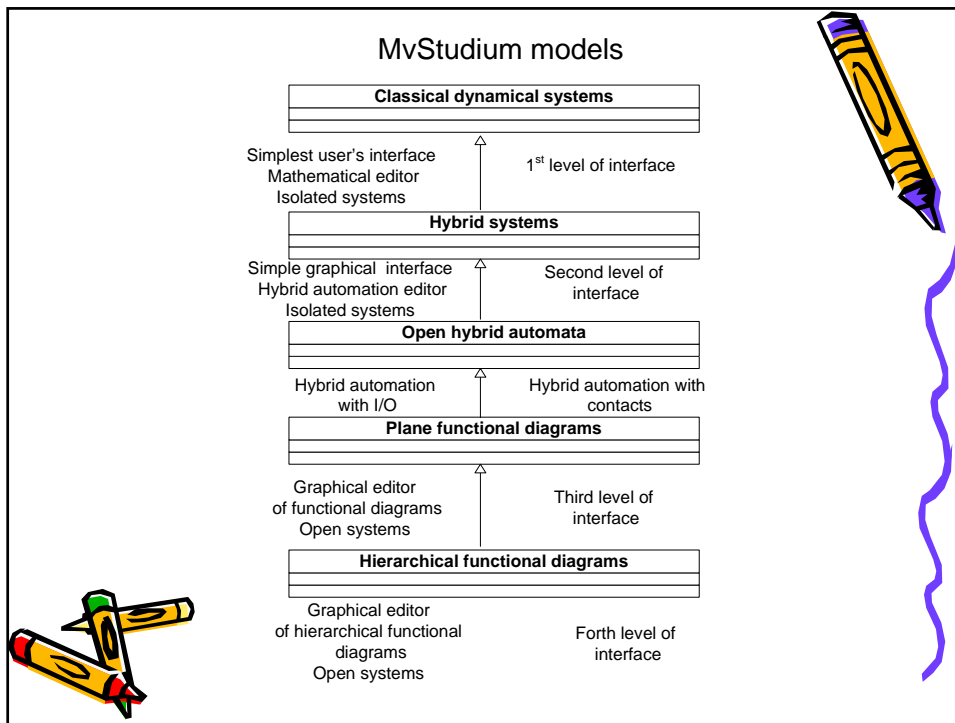 MvStudium models
Classical dynamical systems
Simplest user's interface
Mathematical editor
Isolated systems
1st level of interface
Hybrid systems
Simple graphical interface
Hybrid automation editor
Isolated systems
Second level of
interface
Open hybrid automata
Hybrid automation
with I/O
Hybrid automation with
contacts
Plane functional diagrams
Graphical editor
of functional diagrams
Open systems
Third level of
interface
Hierarchical functional diagrams
Graphical editor
of hierarchical functional
diagrams
Open systems
Forth level of
interface